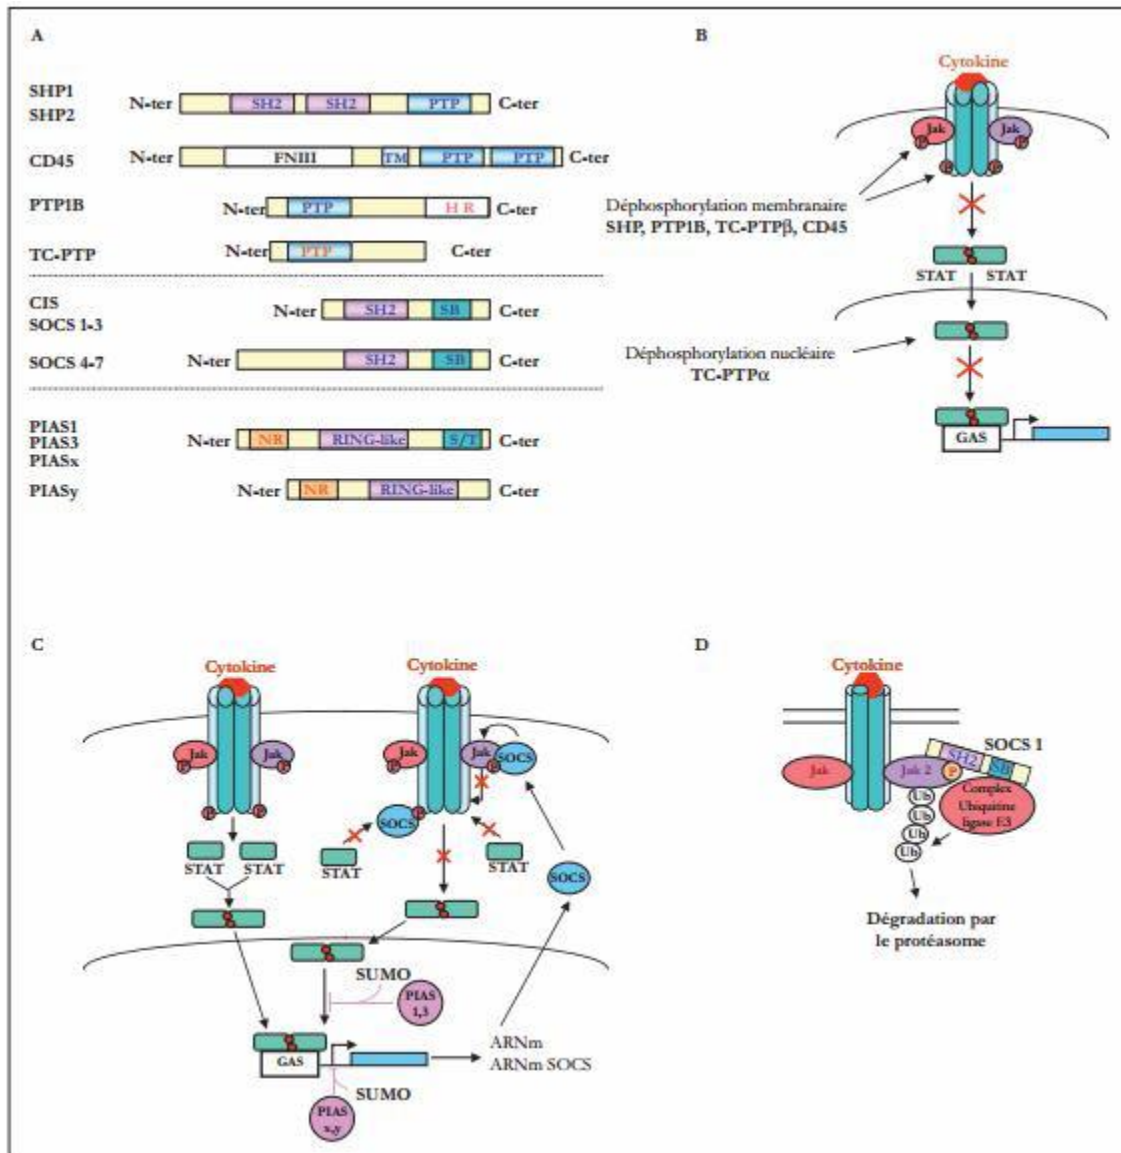 A
SHP1
SHP2
N-ter SH2 SH2 PTP C-ter
CD45 N-ter FNIII TM PTP PTP C-ter
PTP1B N-ter PTP H R C-ter
TC-PTP N-ter PTP C-ter
CIS
SOCS 1-3
N-ter SH2 SB C-ter
SOCS 4-7 N-ter SH2 SB C-ter
PIAS1
PIAS3
PIASx
N-ter NR RING-like S/T C-ter
PIASy N-ter NR RING-like C-ter
B
Cytokine
Jak Jak
P P
P P
Déphosphorylation membranaire
SHP, PTP1B, TC-PTPβ, CD45
STAT STAT
Déphosphorylation nucléaire
TC-PTPα
GAS
C
Cytokine Cytokine
Jak Jak Jak Jak SOCS
P P P P
P P P
SOCS
STAT STAT STAT STAT
SOCS
SUMO
PIAS
1,3
GAS
ARNm
ARNm SOCS
SUMO
PIAS
x,y
D
Cytokine
SOCS 1
Jak Jak 2 P SH2 SB
Complex
Ubiquitine
ligase E3
Ub
Ub
Ub
Ub
Dégradation par
le protéasome